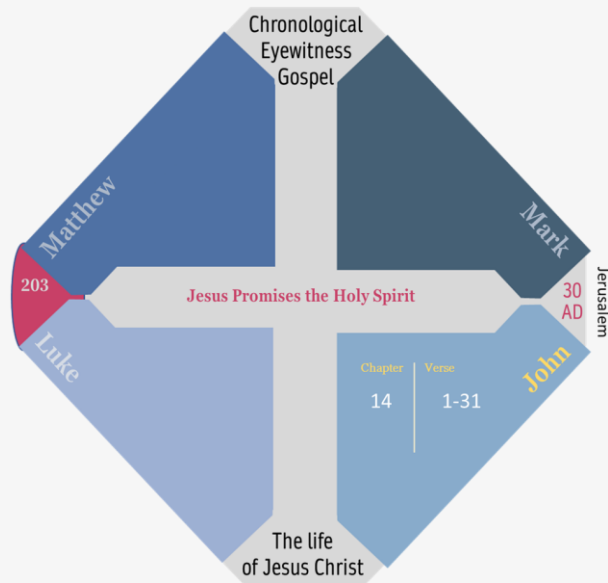 Chronological
Eyewitness
Gospel
Matthew
Mark
203
Jesus Promises the Holy Spirit
30
AD
Jerusalem
Luke
John
Chapter Verse
14 1-31
The life
of Jesus Christ